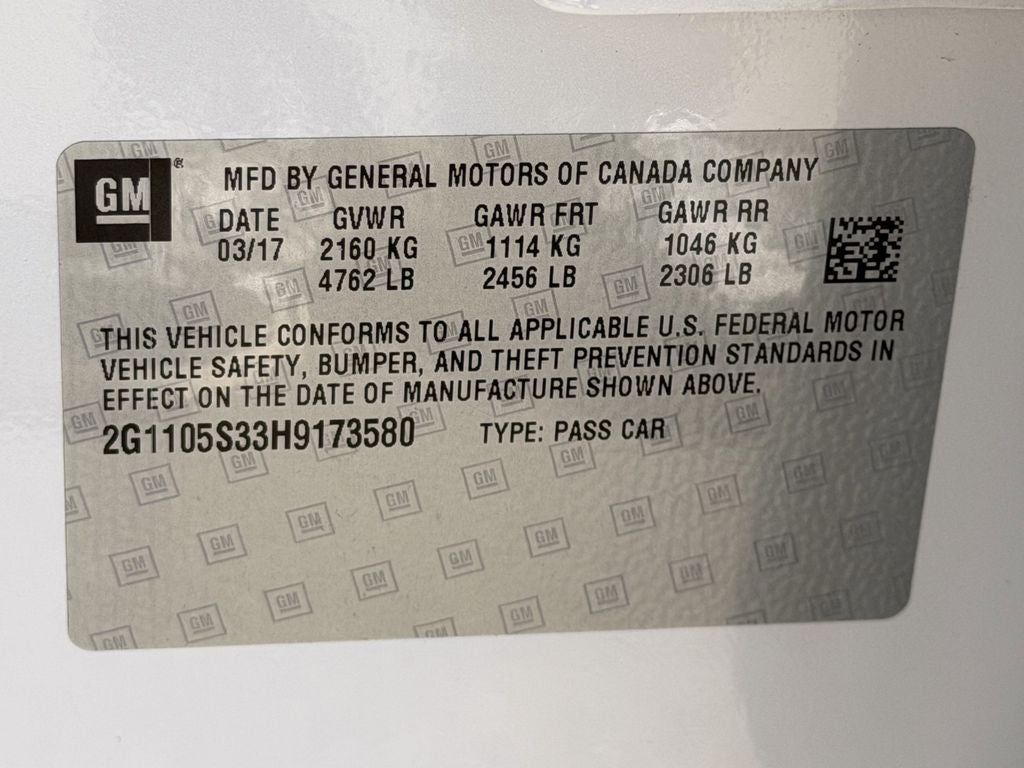 GM ® MFD BY GENERAL MOTORS OF CANADA COMPANY
DATE GVWR GAWR FRT GAWR RR
03/17 2160 KG 1114 KG 1046 KG
4762 LB 2456 LB 2306 LB
THIS VEHICLE CONFORMS TO ALL APPLICABLE U.S. FEDERAL MOTOR
VEHICLE SAFETY, BUMPER, AND THEFT PREVENTION STANDARDS IN
EFFECT ON THE DATE OF MANUFACTURE SHOWN ABOVE.
2G1105S33H9173580 TYPE: PASS CAR